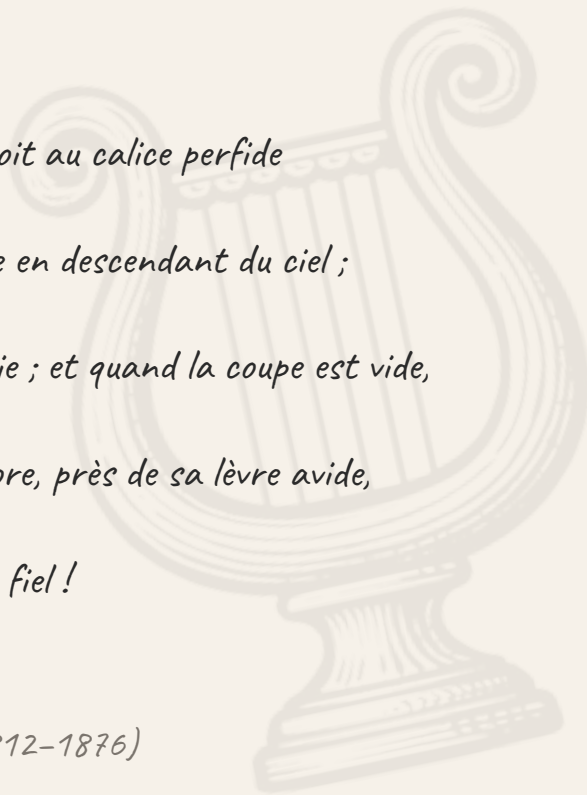 oit au calice perfide
e en descendant du ciel ;
ie ; et quand la coupe est vide,
re, près de sa lèvre avide,
fiel !
12–1876)